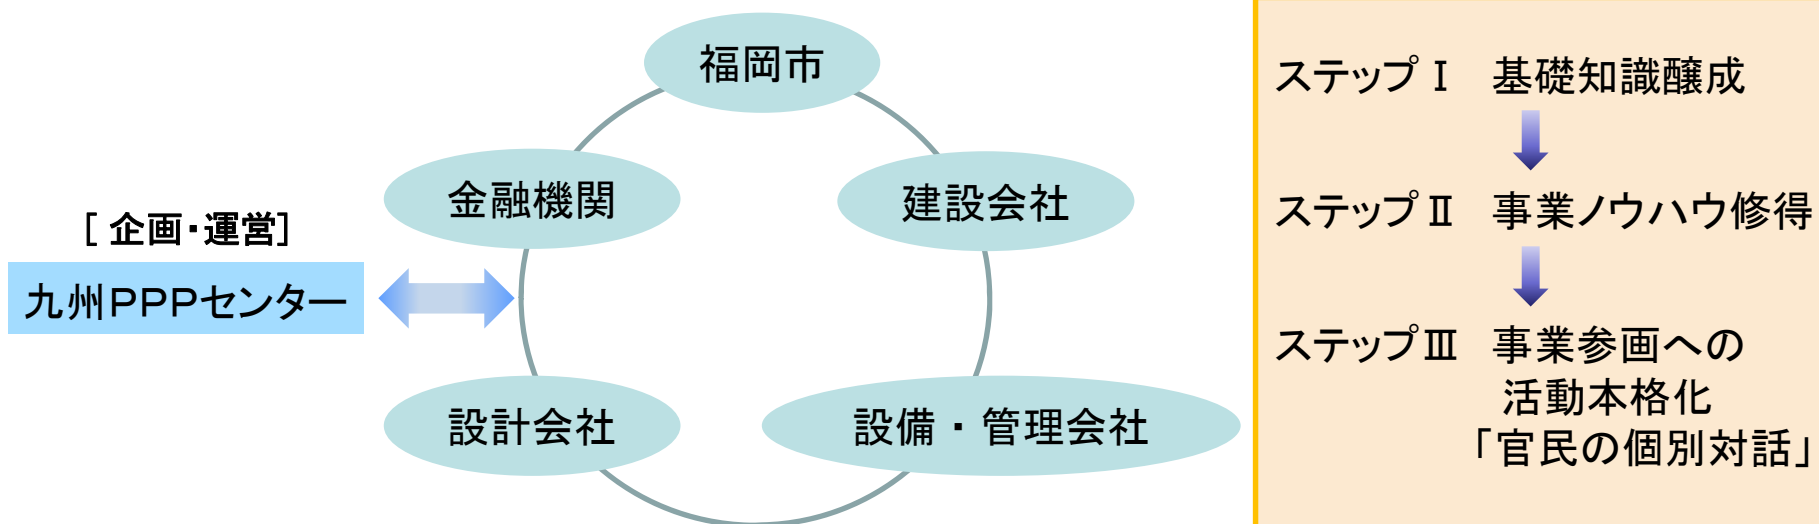 福岡市
金融機関
建設会社
[ 企画・運営]
九州PPPセンター
設計会社
設備・管理会社
ステップⅠ 基礎知識醸成
ステップⅡ 事業ノウハウ修得
ステップⅢ 事業参画への
活動本格化
「官民の個別対話」